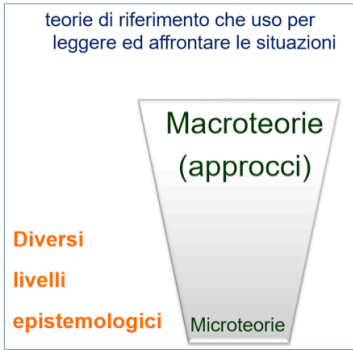 teorie di riferimento che uso per
leggere ed affrontare le situazioni
Macroteorie
(approcci)
Diversi
livelli
epistemologici
Microteorie